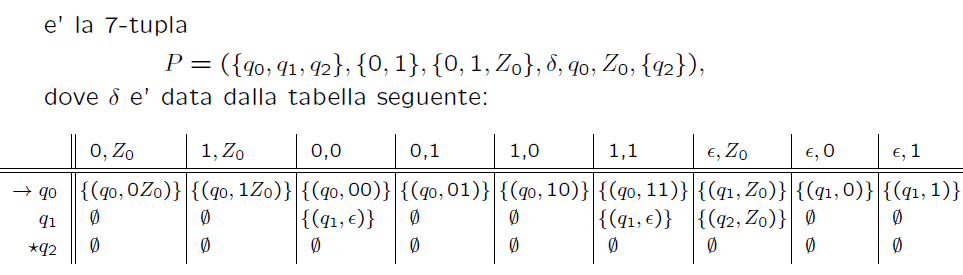 e' la 7-tupla
P = ({q₀, q₁, q₂}, {0, 1}, {0, 1, Z₀}, δ, q₀, Z₀, {q₂}),
dove δ e' data dalla tabella seguente:
0, Z₀ 1, Z₀ 0,0 0,1 1,0 1,1 ϵ, Z₀ ϵ, 0 ϵ, 1
→ q₀ {(q₀, 0Z₀)} {(q₀, 1Z₀)} {(q₀, 00)} {(q₀, 01)} {(q₀, 10)} {(q₀, 11)} {(q₁, Z₀)} {(q₁, 0)} {(q₁, 1)}
q₁ ∅ ∅ {(q₁, ϵ)} ∅ ∅ {(q₁, ϵ)} {(q₂, Z₀)} ∅ ∅
⋆q₂ ∅ ∅ ∅ ∅ ∅ ∅ ∅ ∅ ∅